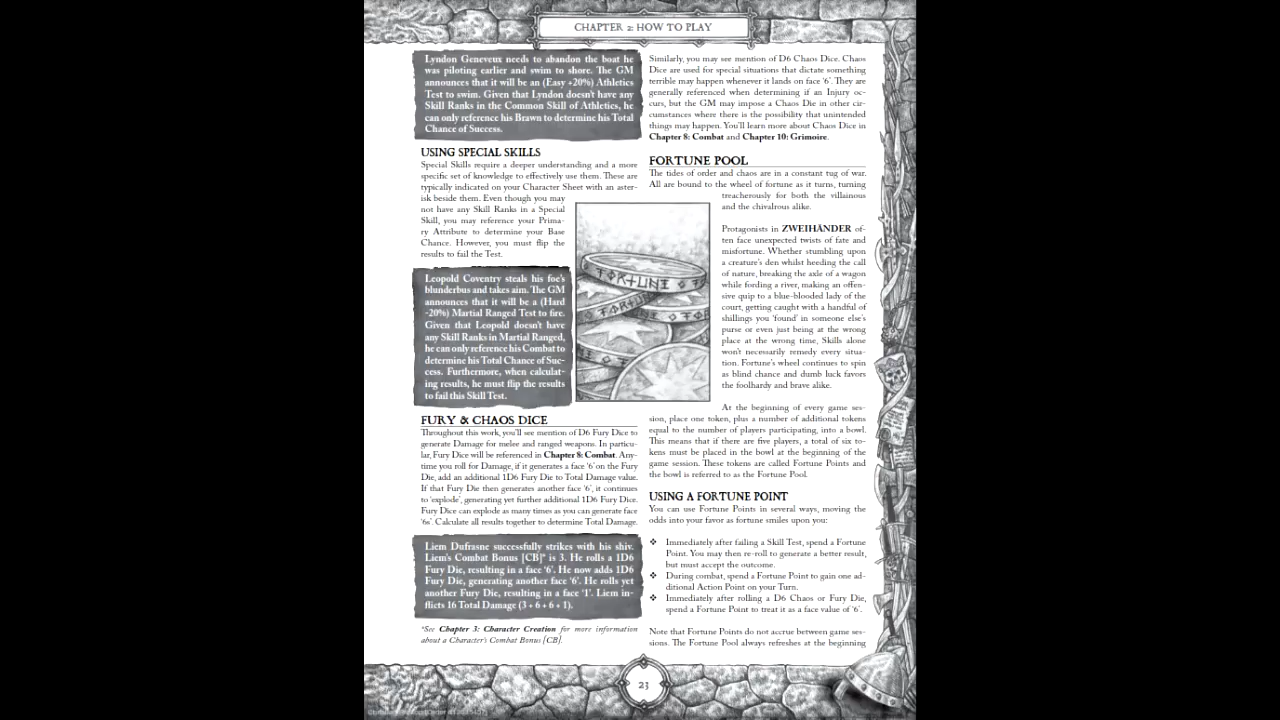 CHAPTER 2: HOW TO PLAY
Lyndon Geneveux needs to abandon the boat he
was piloting earlier and swim to shore. The GM
announces that it will be an (Easy +20%) Athletics
Test to swim. Given that Lyndon doesn't have any
Skill Ranks in the Common Skill of Athletics, he
can only reference his Brawn to determine his Total
Chance of Success.
USING SPECIAL SKILLS
Special Skills require a deeper understanding and a more
specific set of knowledge to effectively use them. These are
typically indicated on your Character Sheet with an aster-
isk beside them. Even though you may
not have any Skill Ranks in a Special
Skill, you may reference your Prima-
ry Attribute to determine your Base
Chance. However, you must flip the
results to fail the Test.
Leopold Coventry steals his foe's
blunderbus and takes aim. The GM
announces that it will be a (Hard
-20%) Martial Ranged Test to fire.
Given that Leopold doesn't have
any Skill Ranks in Martial Ranged,
he can only reference his Combat to
determine his Total Chance of Suc-
cess. Furthermore, when calculat-
ing results, he must flip the results
to fail this Skill Test.
FURY & CHAOS DICE
Throughout this work, you'll see mention of D6 Fury Dice to
generate Damage for melee and ranged weapons. In particu-
lar, Fury Dice will be referenced in Chapter 8: Combat. Any-
time you roll for Damage, if it generates a face '6' on the Fury
Die, add an additional 1D6 Fury Die to Total Damage value.
If that Fury Die then generates another face '6', it continues
to 'explode', generating yet further additional 1D6 Fury Dice.
Fury Dice can explode as many times as you can generate face
'6s'. Calculate all results together to determine Total Damage.
Liem Dufrasne successfully strikes with his shiv.
Liem's Combat Bonus [CB]* is 3. He rolls a 1D6
Fury Die, resulting in a face '6'. He now adds 1D6
Fury Die, generating another face '6'. He rolls yet
another Fury Die, resulting in a face '1'. Liem in-
flicts 16 Total Damage (3 + 6 + 6 + 1).
*See Chapter 3: Character Creation for more information
about a Character's Combat Bonus [CB].
Similarly, you may see mention of D6 Chaos Dice. Chaos
Dice are used for special situations that dictate something
terrible may happen whenever it lands on face '6'. They are
generally referenced when determining if an Injury oc-
curs, but the GM may impose a Chaos Die in other cir-
cumstances where there is the possibility that unintended
things may happen. You'll learn more about Chaos Dice in
Chapter 8: Combat and Chapter 10: Grimoire.
FORTUNE POOL
The tides of order and chaos are in a constant tug of war.
All are bound to the wheel of fortune as it turns, turning
treacherously for both the villainous
and the chivalrous alike.
Protagonists in ZWEIHÄNDER of-
ten face unexpected twists of fate and
misfortune. Whether stumbling upon
a creature's den whilst heeding the call
of nature, breaking the axle of a wagon
while fording a river, making an offen-
sive quip to a blue-blooded lady of the
court, getting caught with a handful of
shillings you 'found' in someone else's
purse or even just being at the wrong
place at the wrong time, Skills alone
won't necessarily remedy every situa-
tion. Fortune's wheel continues to spin
as blind chance and dumb luck favors
the foolhardy and brave alike.
FORTUNE
At the beginning of every game ses-
sion, place one token, plus a number of additional tokens
equal to the number of players participating, into a bowl.
This means that if there are five players, a total of six to-
kens must be placed in the bowl at the beginning of the
game session. These tokens are called Fortune Points and
the bowl is referred to as the Fortune Pool.
USING A FORTUNE POINT
You can use Fortune Points in several ways, moving the
odds into your favor as fortune smiles upon you:
❖ Immediately after failing a Skill Test, spend a Fortune
Point. You may then re-roll to generate a better result,
but must accept the outcome.
❖ During combat, spend a Fortune Point to gain one ad-
ditional Action Point on your Turn.
❖ Immediately after rolling a D6 Chaos or Fury Die,
spend a Fortune Point to treat it as a face value of '6'.
Note that Fortune Points do not accrue between game ses-
sions. The Fortune Pool always refreshes at the beginning
23